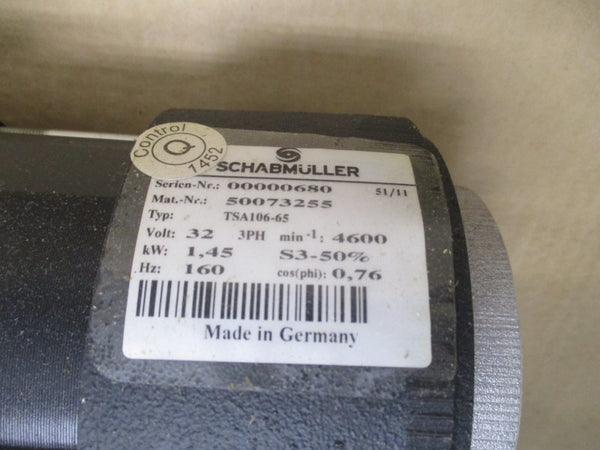 Control
Q
7452
SCHABMÜLLER
Serien-Nr.: 00000680 51/11
Mat.-Nr.: 50073255
Typ: TSA106-65
Volt: 32 3PH min-1: 4600
kW: 1,45 S3-50%
Hz: 160 cos(phi): 0,76
Made in Germany